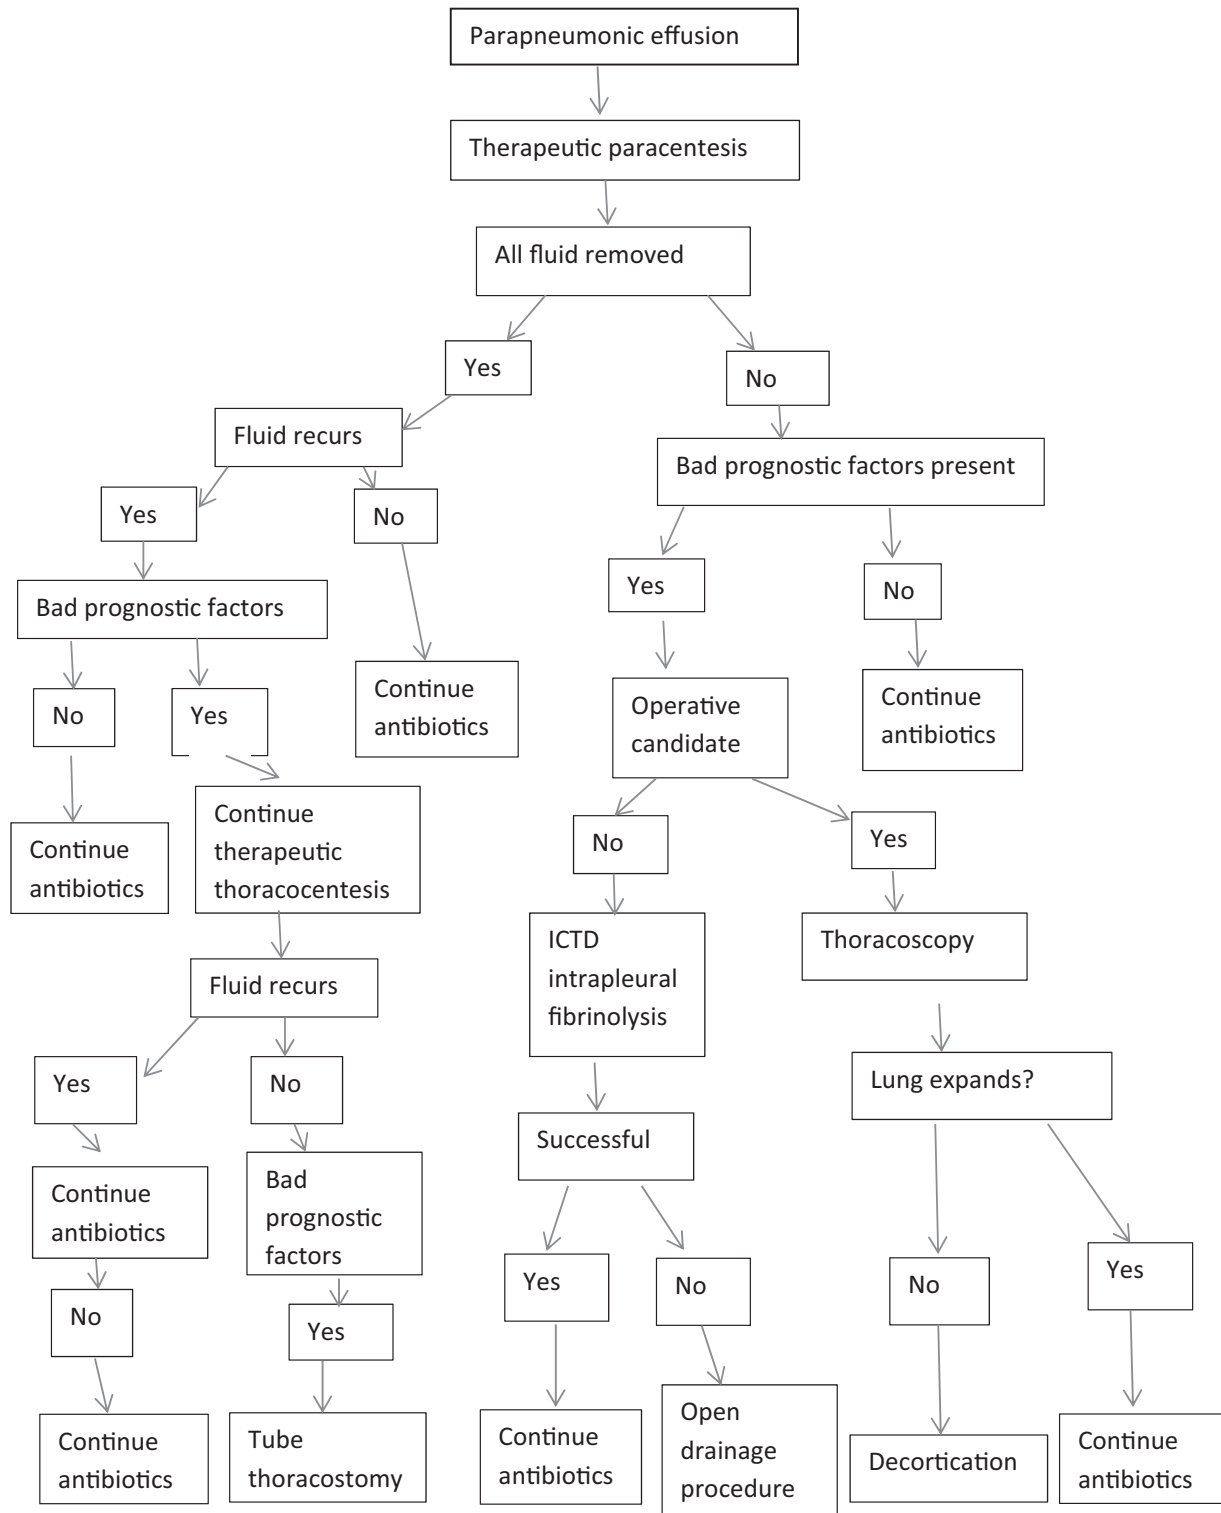 Parapneumonic effusion
Therapeutic paracentesis
All fluid removed
Yes
No
Fluid recurs
Bad prognostic factors present
Yes
No
Yes
No
Bad prognostic factors
Continue
antibiotics
Operative
candidate
Continue
antibiotics
No
Yes
No
Yes
Continue
antibiotics
Continue
therapeutic
thoracocentesis
ICTD
intrapleural
fibrinolysis
Thoracoscopy
Fluid recurs
Lung expands?
Yes
No
Successful
Continue
antibiotics
Bad
prognostic
factors
Yes
No
No
Yes
No
Yes
Continue
antibiotics
Tube
thoracostomy
Continue
antibiotics
Open
drainage
procedure
Decortication
Continue
antibiotics